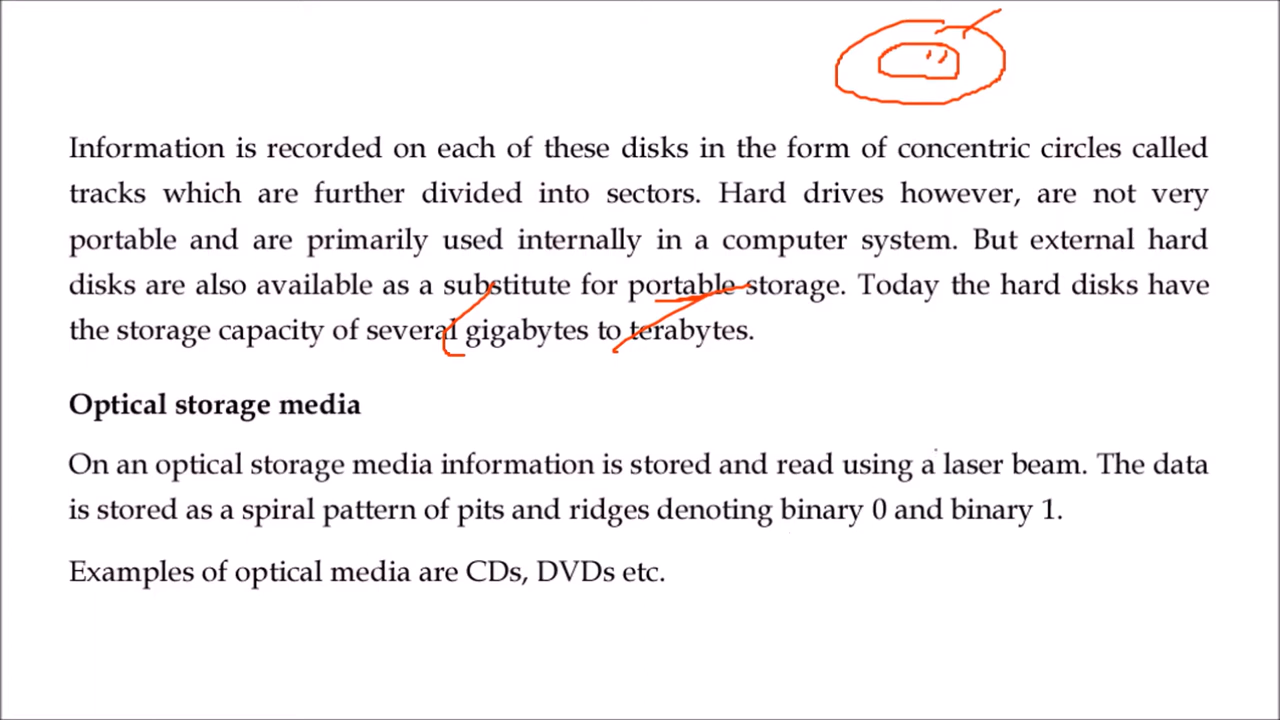 Information is recorded on each of these disks in the form of concentric circles called
tracks which are further divided into sectors. Hard drives however, are not very
portable and are primarily used internally in a computer system. But external hard
disks are also available as a substitute for portable storage. Today the hard disks have
the storage capacity of several gigabytes to terabytes.
Optical storage media
On an optical storage media information is stored and read using a laser beam. The data
is stored as a spiral pattern of pits and ridges denoting binary 0 and binary 1.
Examples of optical media are CDs, DVDs etc.